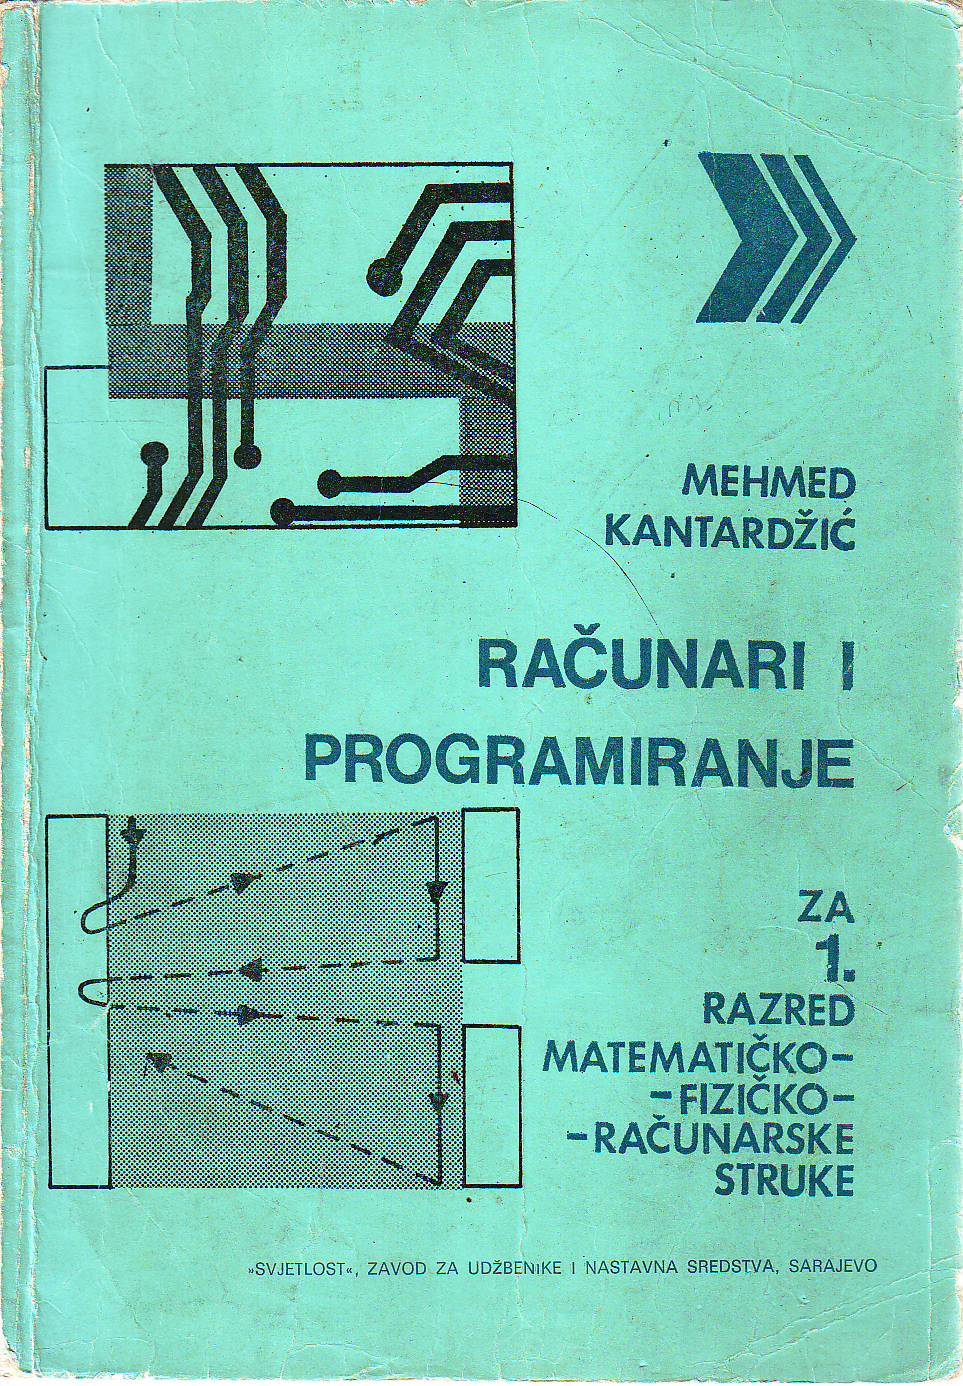 MEHMED
KANTARDŽIĆ
RAČUNARI I
PROGRAMIRANJE
ZA
1.
RAZRED
MATEMATIČKO-
-FIZIČKO-
-RAČUNARSKE
STRUKE
»SVJETLOST«, ZAVOD ZA UDŽBENiKE I NASTAVNA SREDSTVA, SARAJEVO